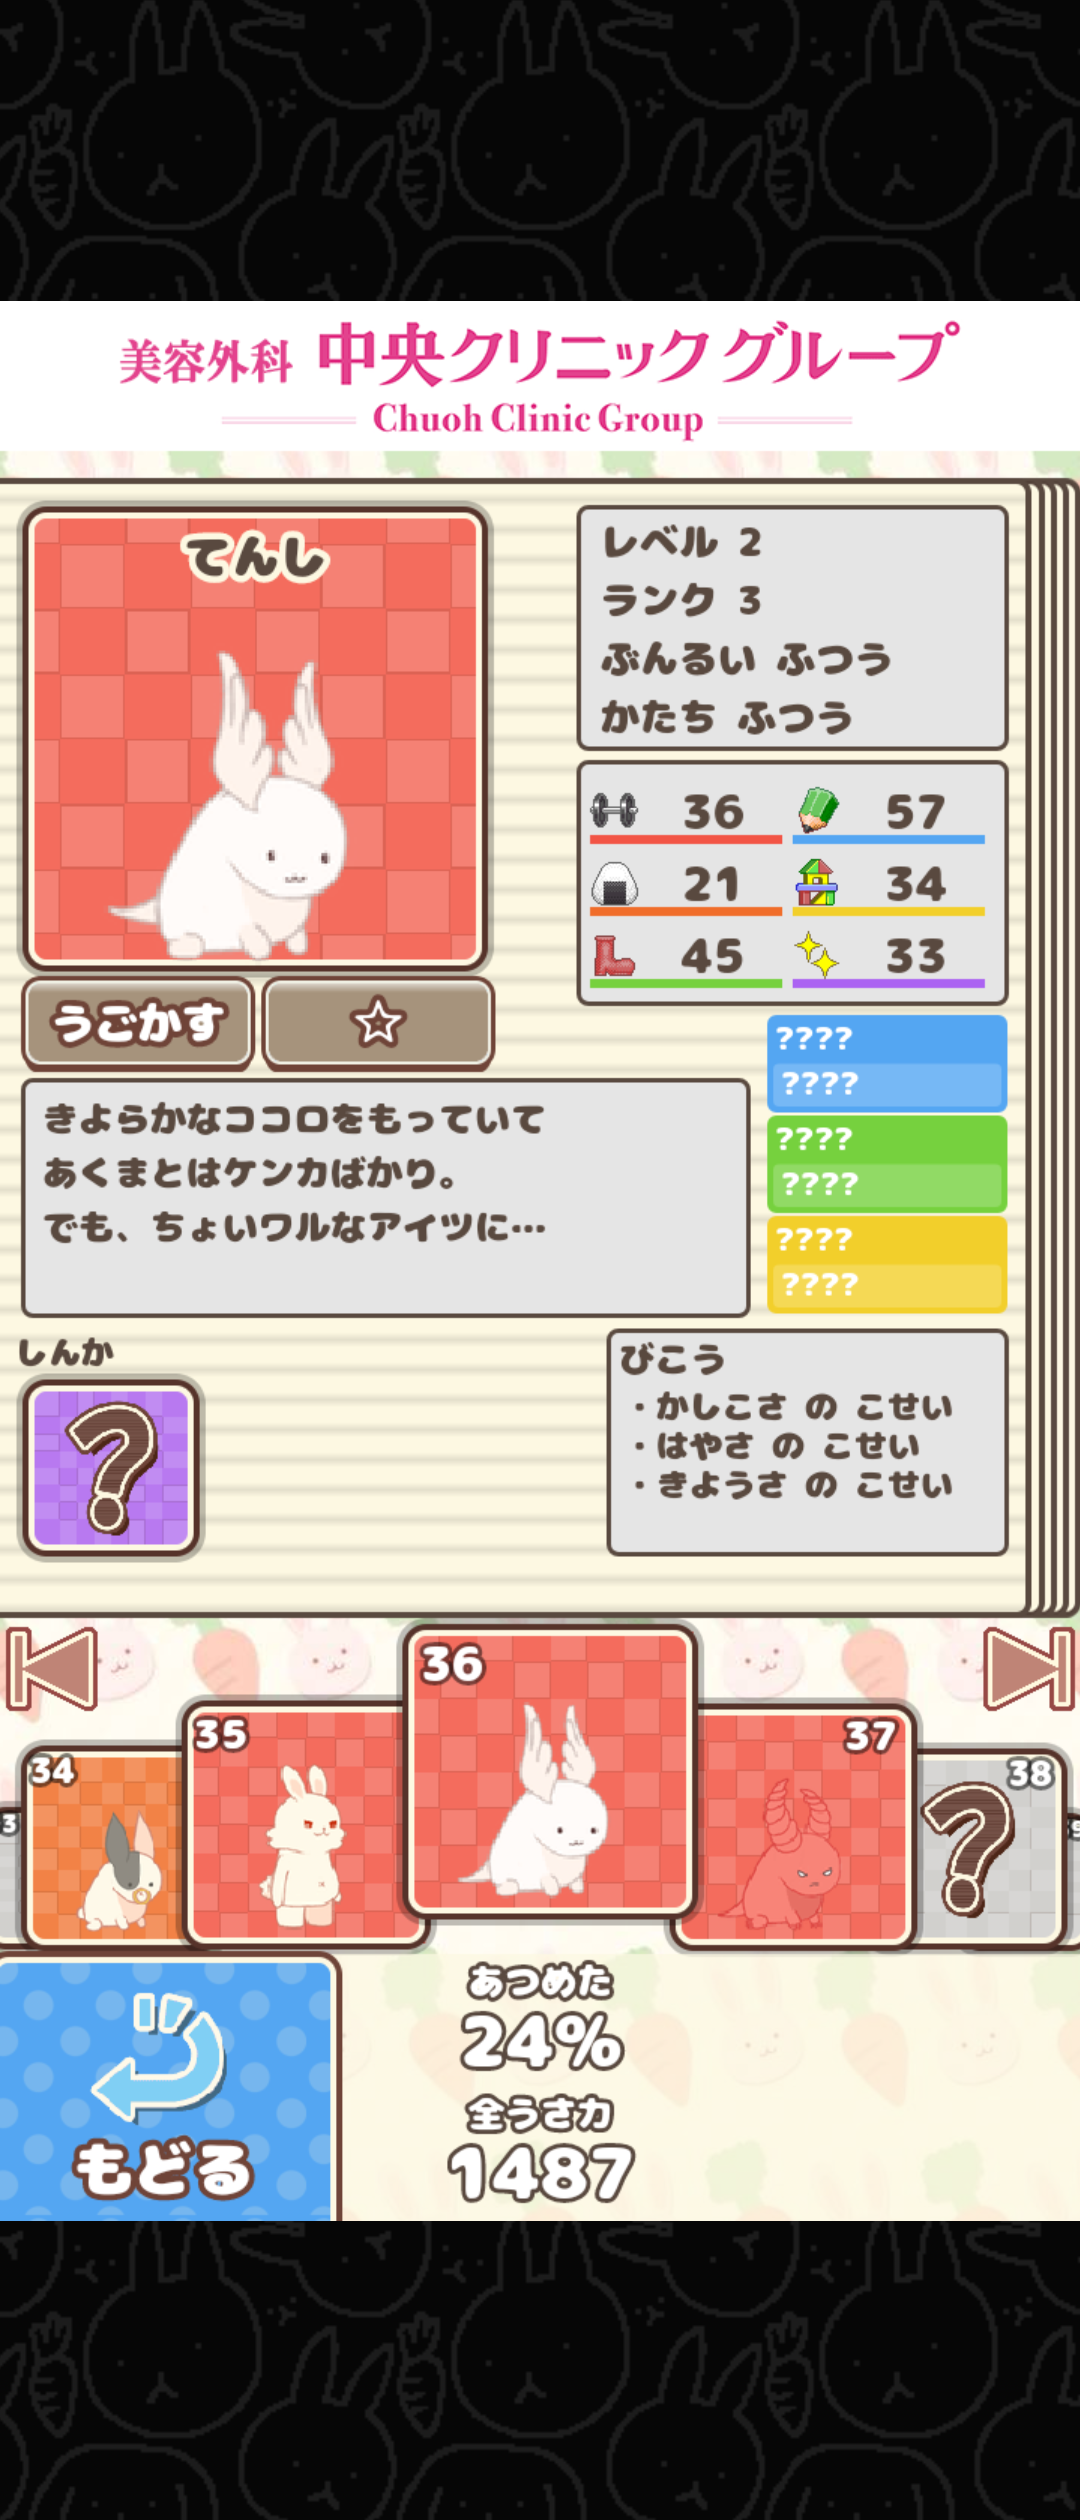 美容外科 中央クリニックグループ
Chuoh Clinic Group
てんし
レベル 2
ランク 3
ぶんるい ふつう
かたち ふつう
36 57
21 34
45 33
うごかす
????
????
????
????
????
????
きよらかなココロをもっていて
あくまとはケンカばかり。
でも、ちょいワルなアイツに…
しんか
?
びこう
・かしこさ の こせい
・はやさ の こせい
・きようさ の こせい
34
35
36
37
38
?
あつめた
24%
全うさ力
1487
もどる